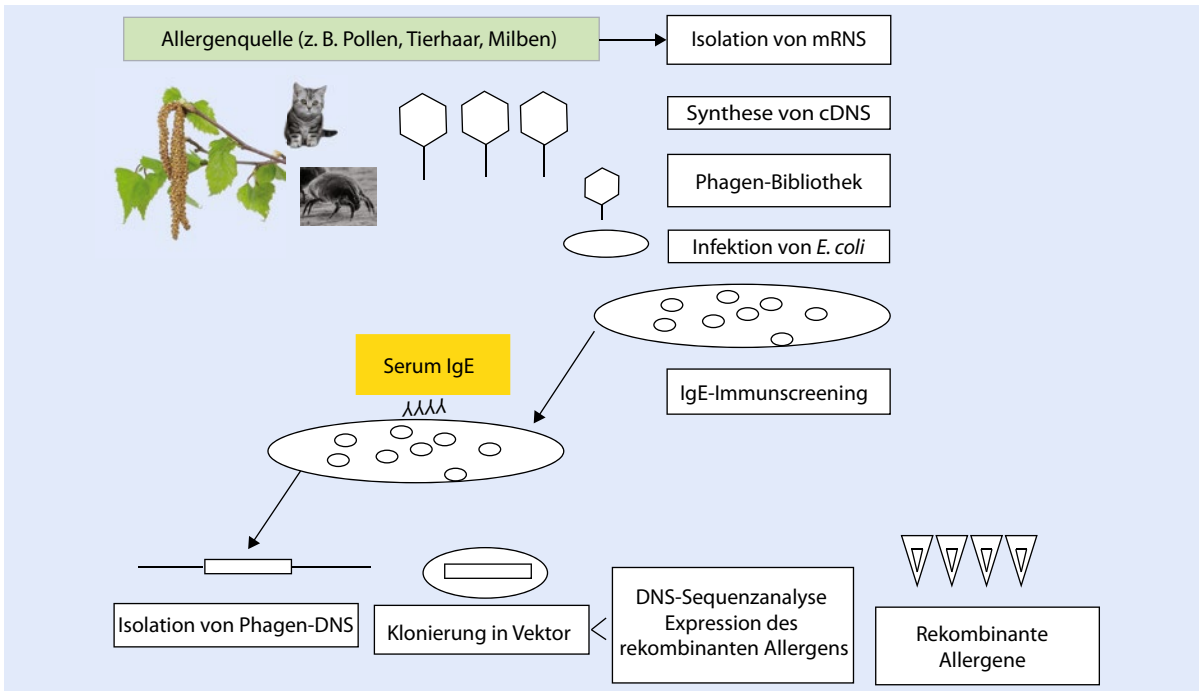 Allergenquelle (z. B. Pollen, Tierhaar, Milben)
Isolation von mRNS
Synthese von cDNS
Phagen-Bibliothek
Infektion von E. coli
Serum IgE
IgE-Immunscreening
Isolation von Phagen-DNS
Klonierung in Vektor
DNS-Sequenzanalyse
Expression des
rekombinanten Allergens
Rekombinante
Allergene